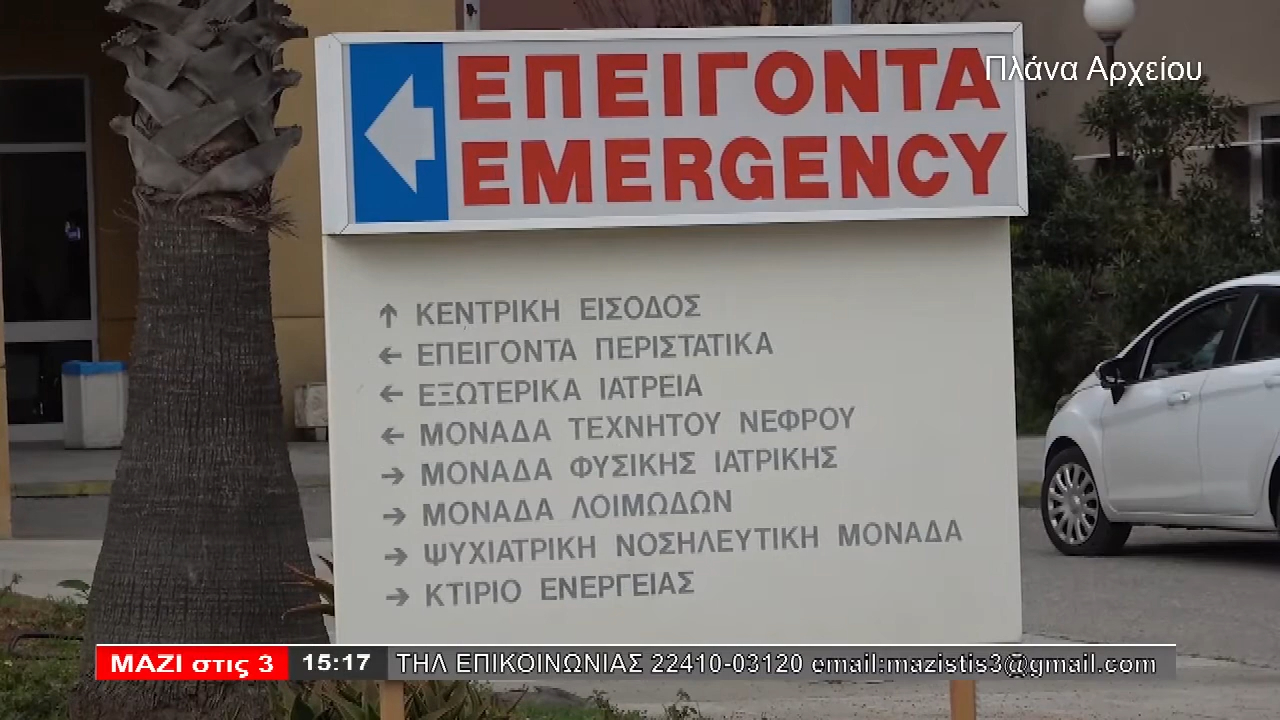 Πλάνα Αρχείου
ΕΠΕΙΓΟΝΤΑ
EMERGENCY
↑ ΚΕΝΤΡΙΚΗ ΕΙΣΟΔΟΣ
← ΕΠΕΙΓΟΝΤΑ ΠΕΡΙΣΤΑΤΙΚΑ
← ΕΞΩΤΕΡΙΚΑ ΙΑΤΡΕΙΑ
← ΜΟΝΑΔΑ ΤΕΧΝΗΤΟΥ ΝΕΦΡΟΥ
→ ΜΟΝΑΔΑ ΦΥΣΙΚΗΣ ΙΑΤΡΙΚΗΣ
→ ΜΟΝΑΔΑ ΛΟΙΜΩΔΩΝ
→ ΨΥΧΙΑΤΡΙΚΗ ΝΟΣΗΛΕΥΤΙΚΗ ΜΟΝΑΔΑ
→ ΚΤΙΡΙΟ ΕΝΕΡΓΕΙΑΣ
ΜΑΖΙ στις 3 15:17 ΤΗΛ ΕΠΙΚΟΙΝΩΝΙΑΣ 22410-03120 email:mazistis3@gmail.com